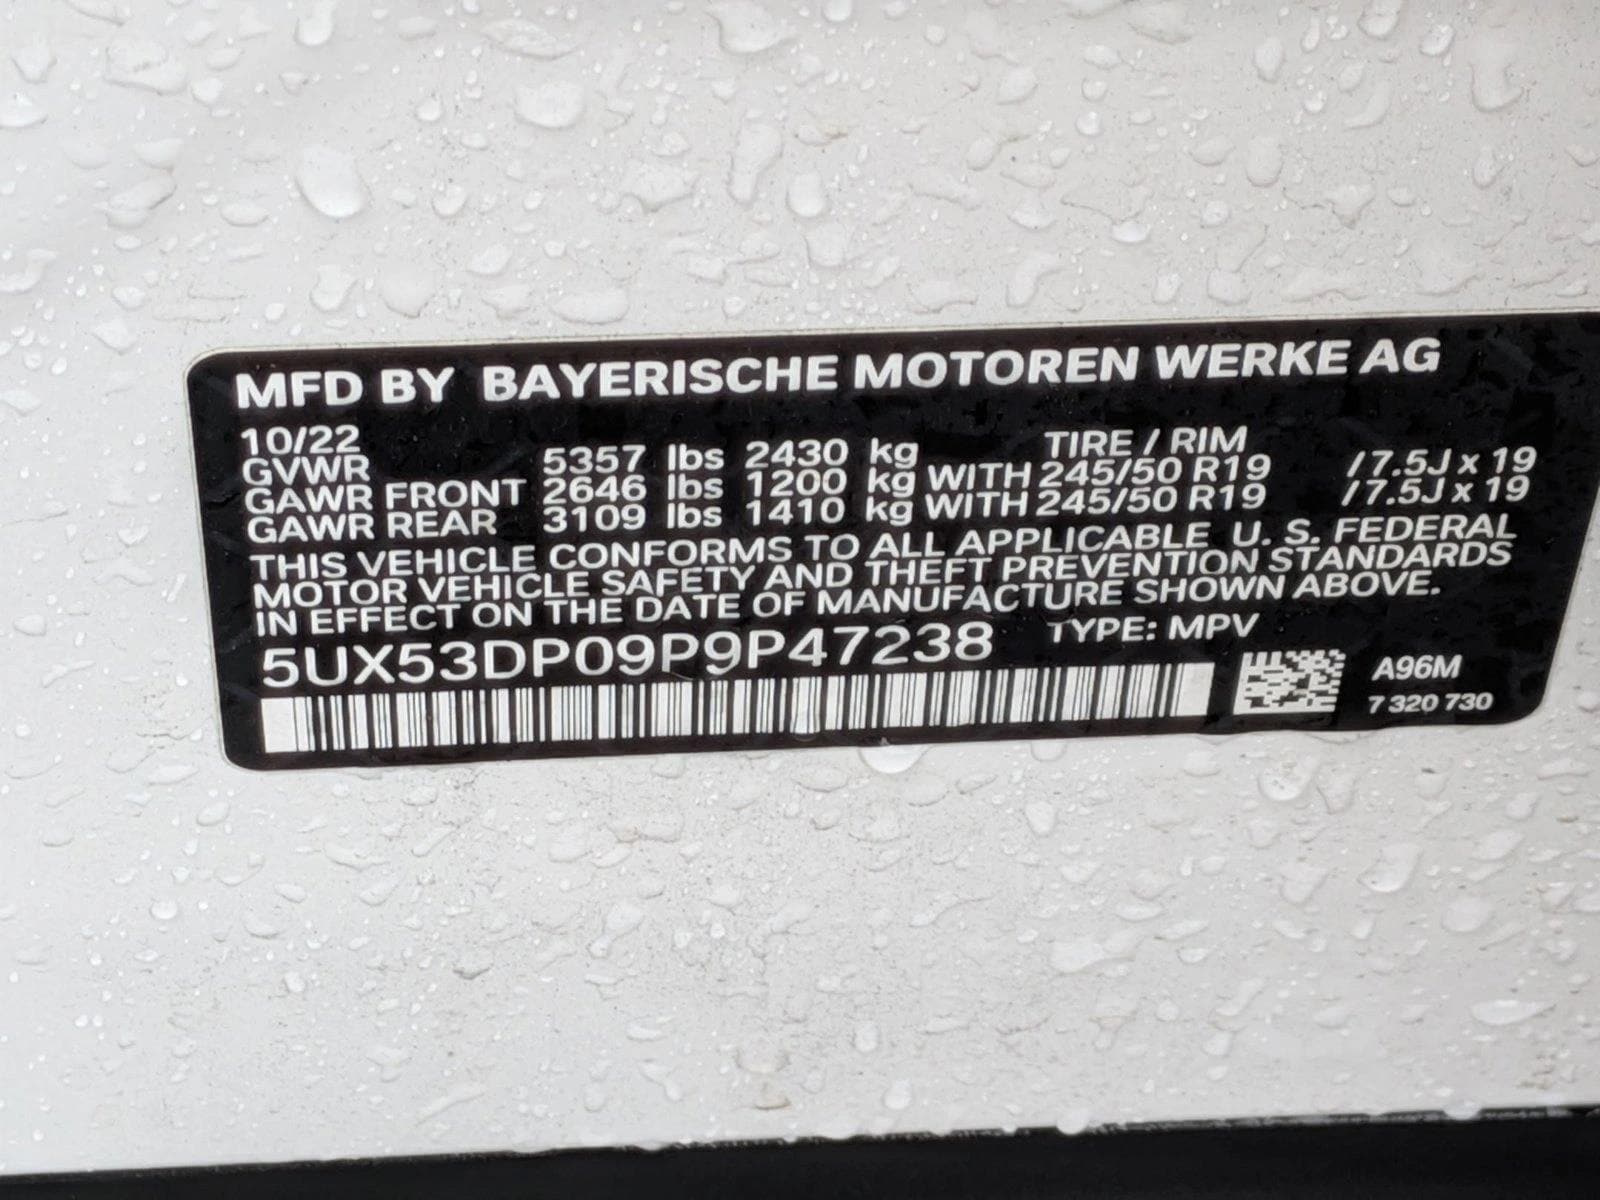 MFD BY BAYERISCHE MOTOREN WERKE AG
10/22 TIRE / RIM
GVWR 5357 lbs 2430 kg
GAWR FRONT 2646 lbs 1200 kg WITH 245/50 R19 / 7.5J x 19
GAWR REAR 3109 lbs 1410 kg WITH 245/50 R19 / 7.5J x 19
THIS VEHICLE CONFORMS TO ALL APPLICABLE U. S. FEDERAL
MOTOR VEHICLE SAFETY AND THEFT PREVENTION STANDARDS
IN EFFECT ON THE DATE OF MANUFACTURE SHOWN ABOVE.
5UX53DP09P9P47238 TYPE: MPV
A96M
7 320 730